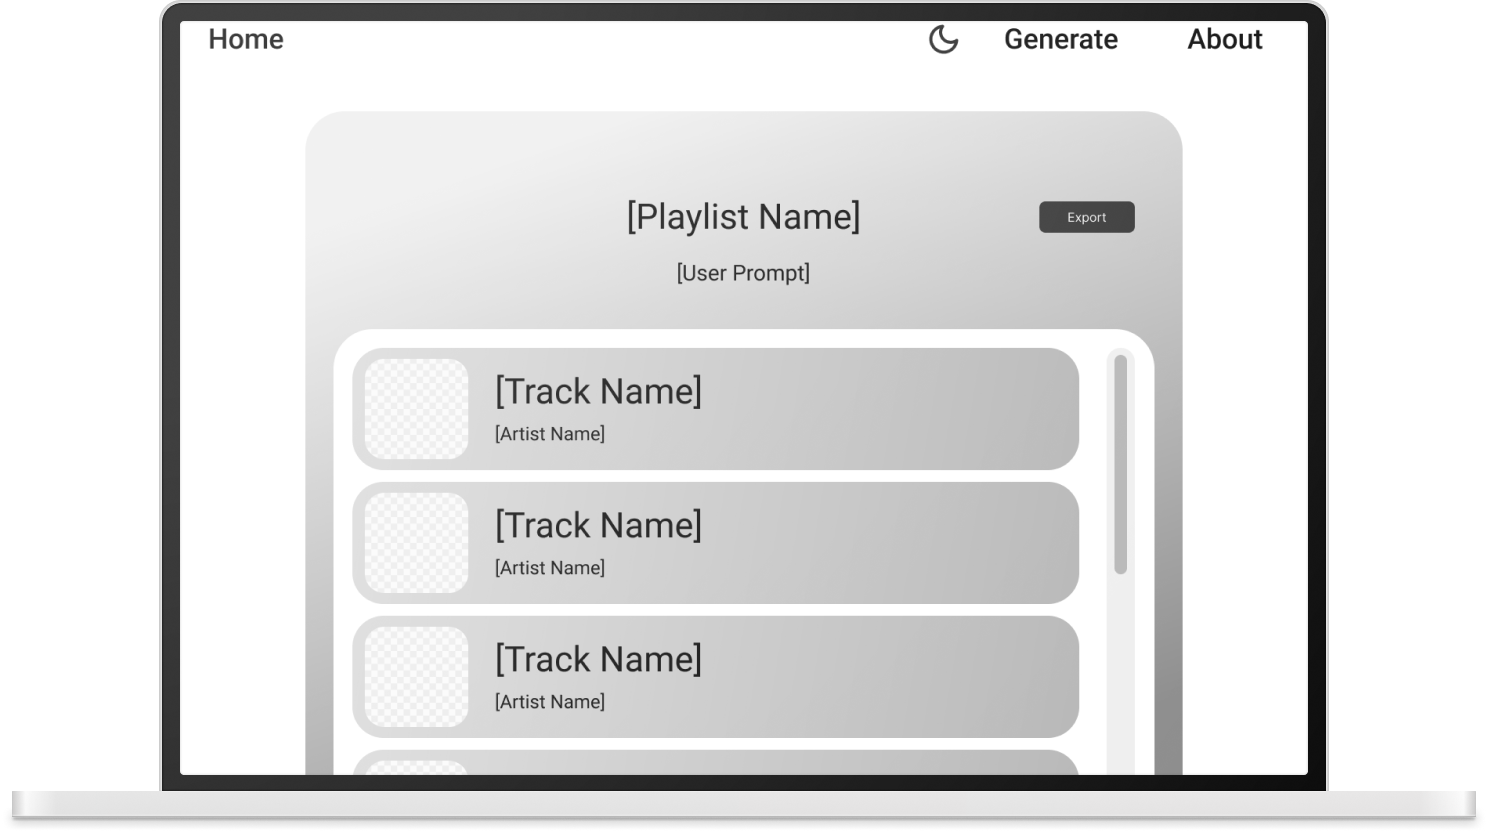 Home Generate About
[Playlist Name]
Export
[User Prompt]
[Track Name]
[Artist Name]
[Track Name]
[Artist Name]
[Track Name]
[Artist Name]